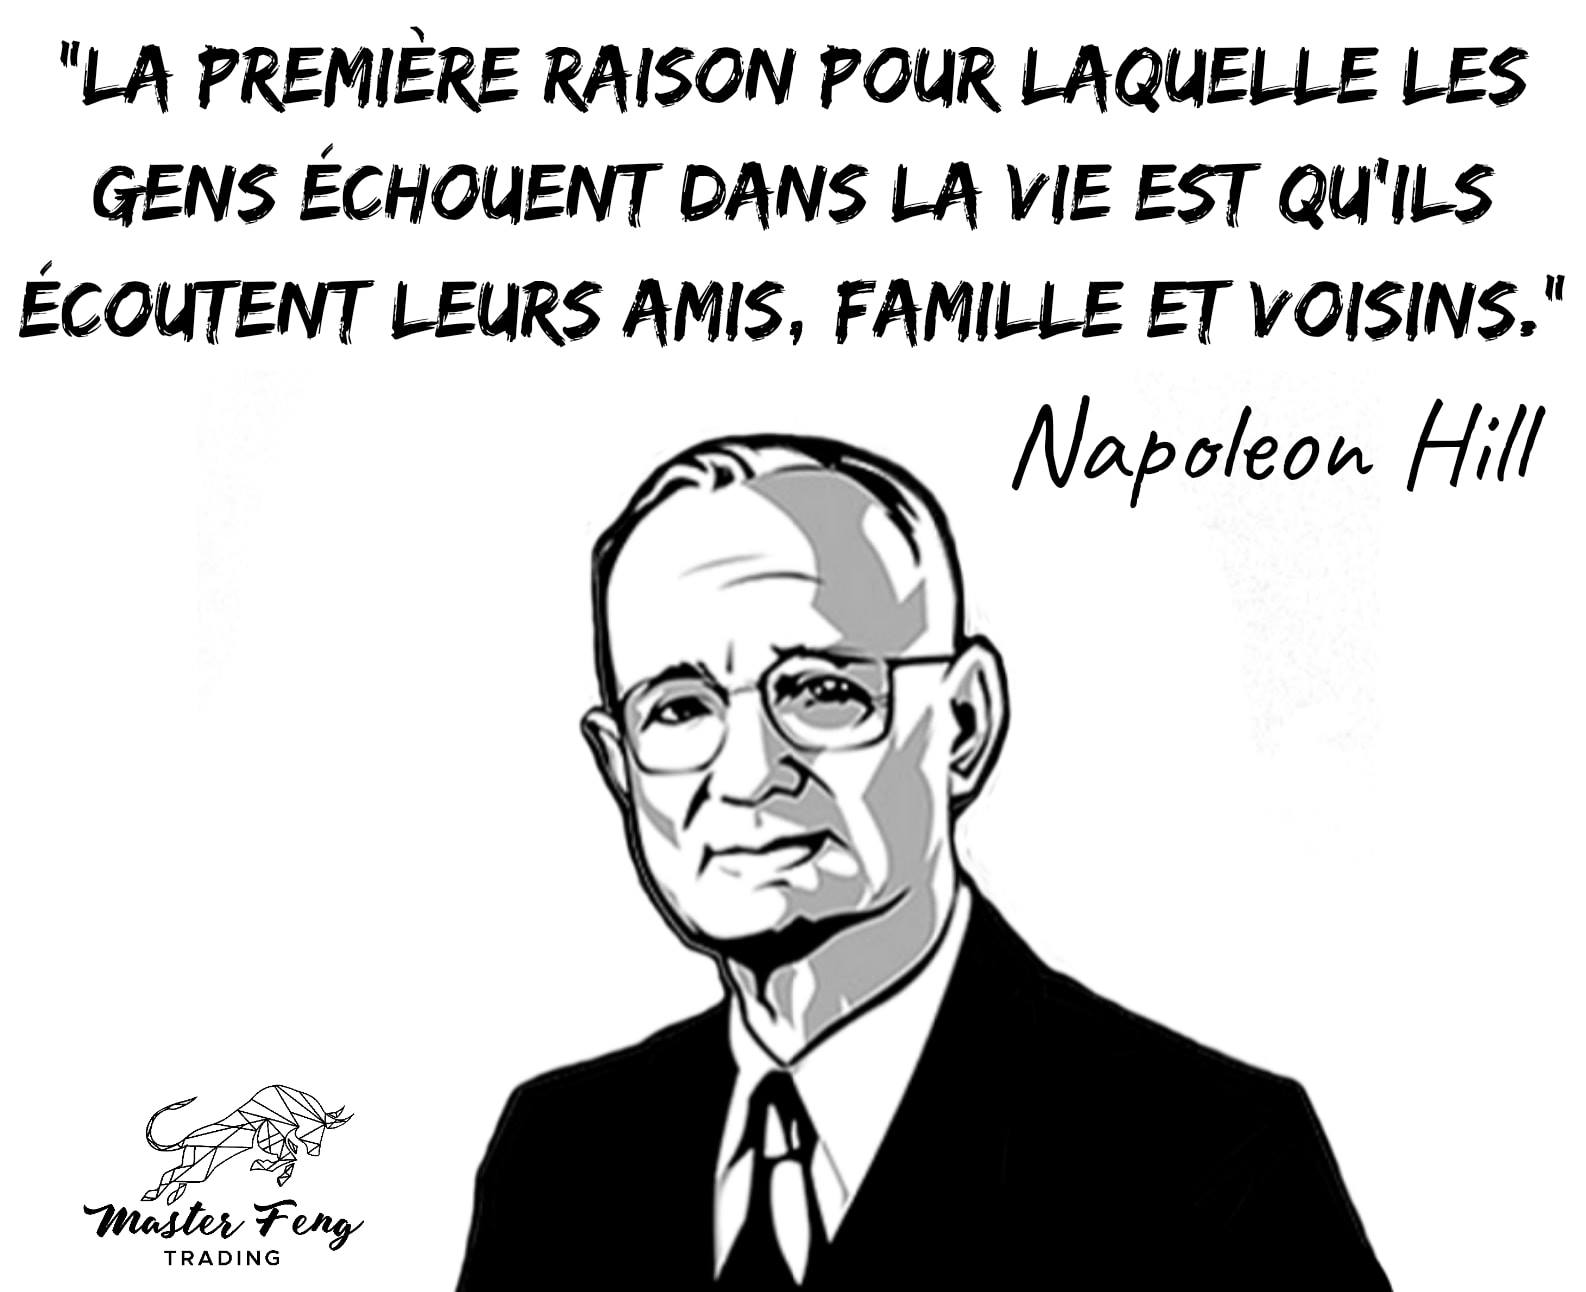 "LA PREMIÈRE RAISON POUR LAQUELLE LES
GENS ÉCHOUENT DANS LA VIE EST QU'ILS
ÉCOUTENT LEURS AMIS, FAMILLE ET VOISINS."
Napoleon Hill
Master Feng
TRADING